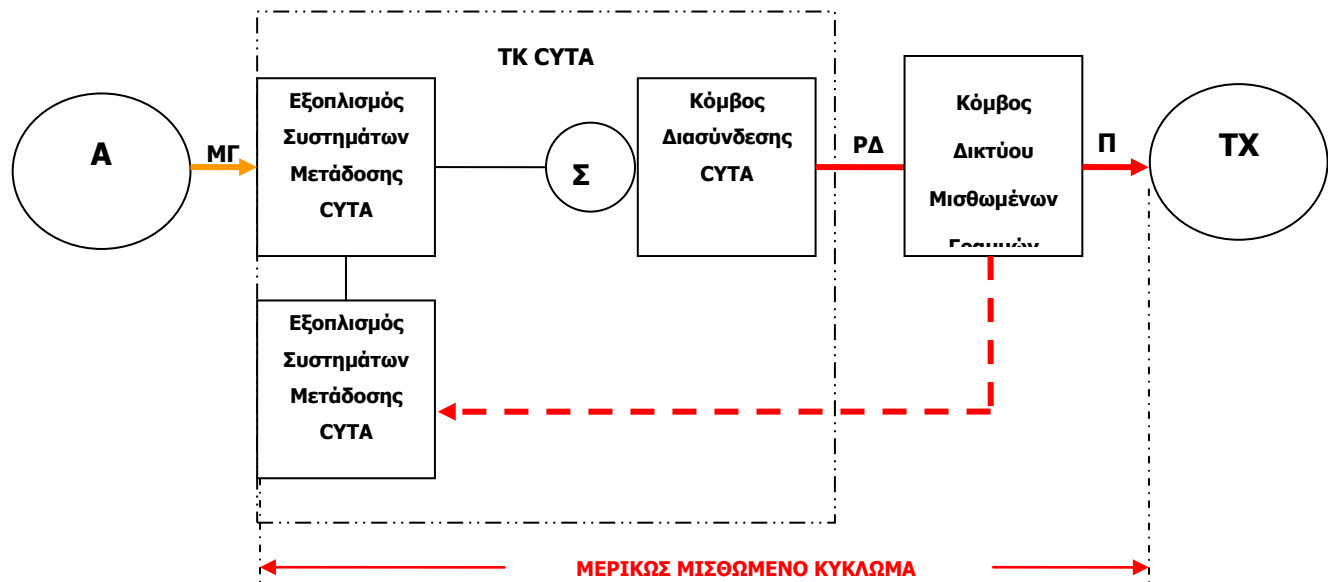 ΤΚ CYTA
Α
ΜΓ
Εξοπλισμός
Συστημάτων
Μετάδοσης
CYTA
Σ
Κόμβος
Διασύνδεσης
CYTA
ΡΔ
Κόμβος
Δικτύου
Μισθωμένων
Γραμμών
Π
ΤΧ
Εξοπλισμός
Συστημάτων
Μετάδοσης
CYTA
ΜΕΡΙΚΩΣ ΜΙΣΘΩΜΕΝΟ ΚΥΚΛΩΜΑ